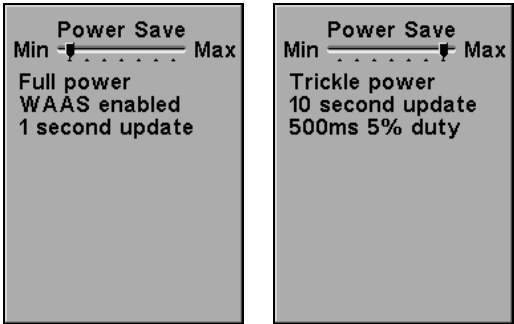 Power Save
Min Max
Full power
WAAS enabled
1 second update
Power Save
Min Max
Trickle power
10 second update
500ms 5% duty